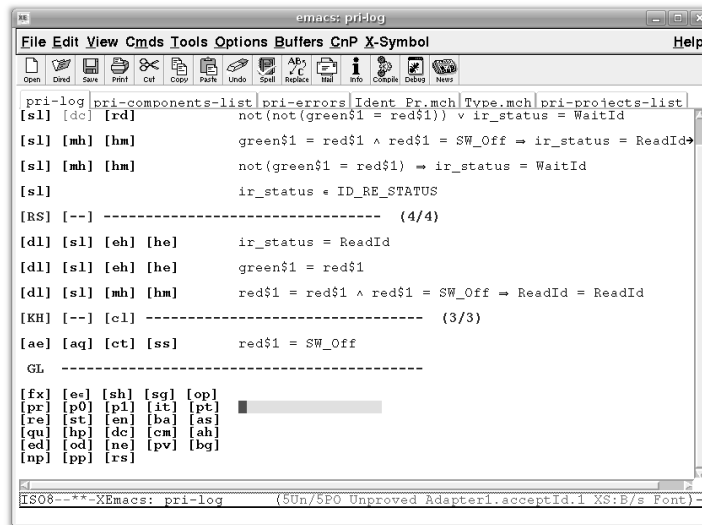 emacs: pri-log
File Edit View Cmds Tools Options Buffers CnP X-Symbol Help
Open Dired Save Print Cut Copy Paste Undo Spell Replace Mail Info Compile Debug News
pri-log pri-components-list pri-errors Ident_Pr.mch Type.mch pri-projects-list
[sl] [dc] [rd] not(not(green$1 = red$1)) ∨ ir_status = WaitId
[sl] [mh] [hm] green$1 = red$1 ∧ red$1 = SW_Off ⇒ ir_status = ReadId→
[sl] [mh] [hm] not(green$1 = red$1) ⇒ ir_status = WaitId
[sl] ir_status ∈ ID_RE_STATUS
[RS] [--] --------------------------------- (4/4)
[dl] [sl] [eh] [he] ir_status = ReadId
[dl] [sl] [eh] [he] green$1 = red$1
[dl] [sl] [mh] [hm] red$1 = red$1 ∧ red$1 = SW_Off ⇒ ReadId = ReadId
[KH] [--] [cl] --------------------------------- (3/3)
[ae] [aq] [ct] [ss] red$1 = SW_Off
GL -------------------------------------------
[fx] [e∈] [sh] [sg] [op]
[pr] [p0] [p1] [it] [pt]
[re] [st] [en] [ba] [as]
[qu] [hp] [dc] [cm] [ah]
[ed] [od] [ne] [pv] [bg]
[np] [pp] [rs]
ISO8--**-XEmacs: pri-log (5Un/5PO Unproved Adapter1.acceptId.1 XS:B/s Font)-